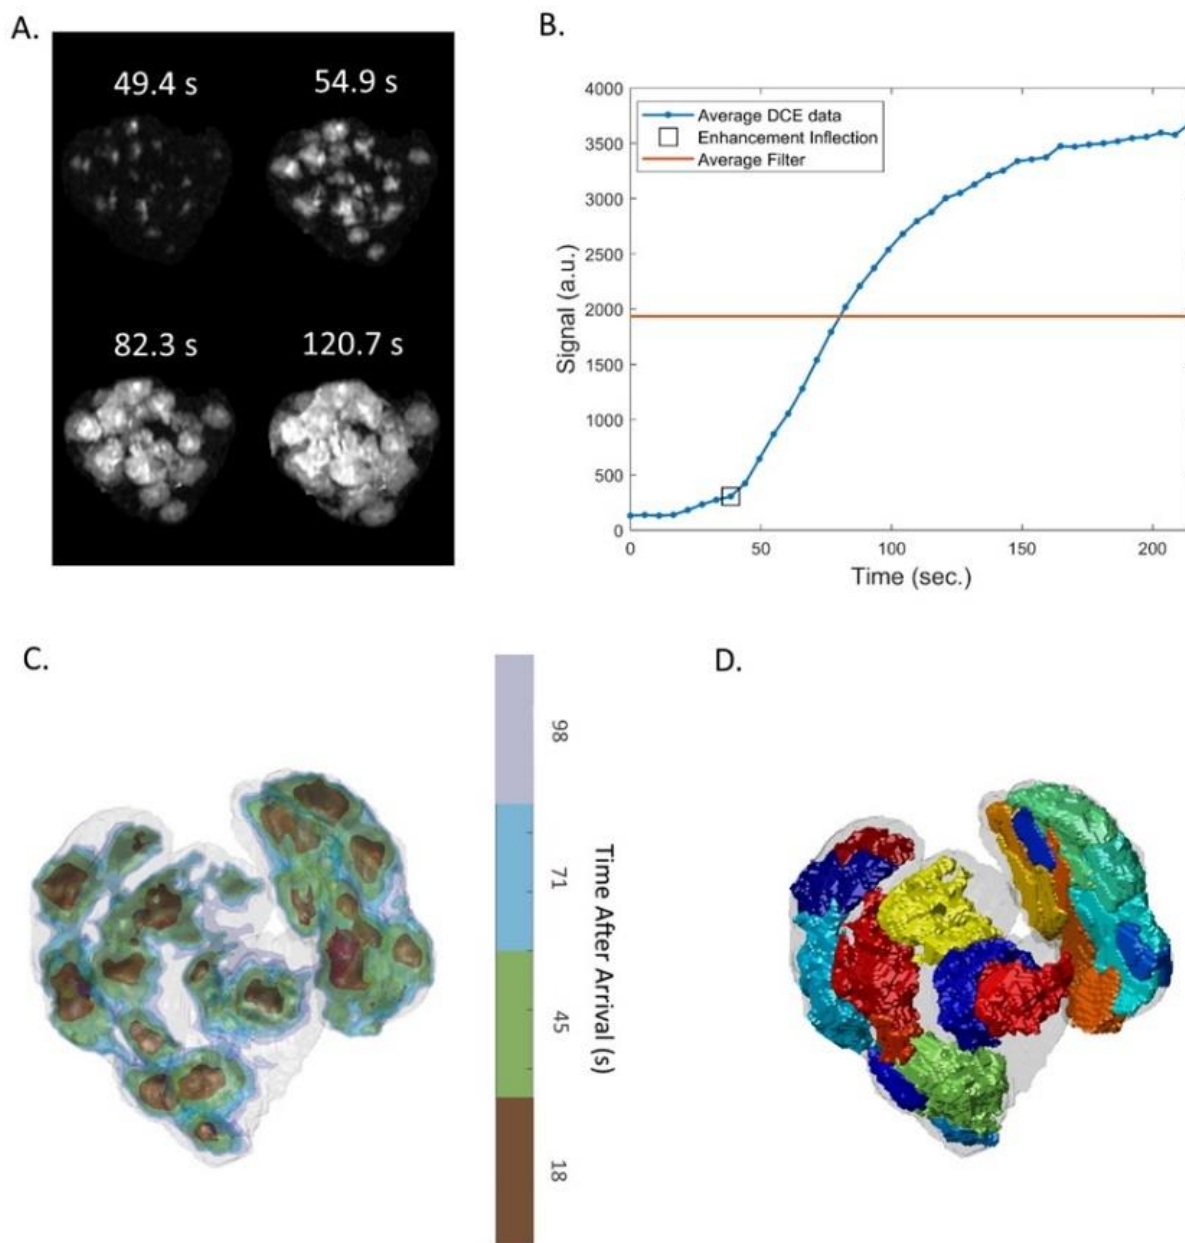 A.
49.4 s
54.9 s
82.3 s
120.7 s
B.
4000
3500
3000
2500
2000
1500
1000
500
0
Signal (a.u.)
Average DCE data
Enhancement Inflection
Average Filter
0
50
100
150
200
Time (sec.)
C.
98
71
45
18
Time After Arrival (s)
D.